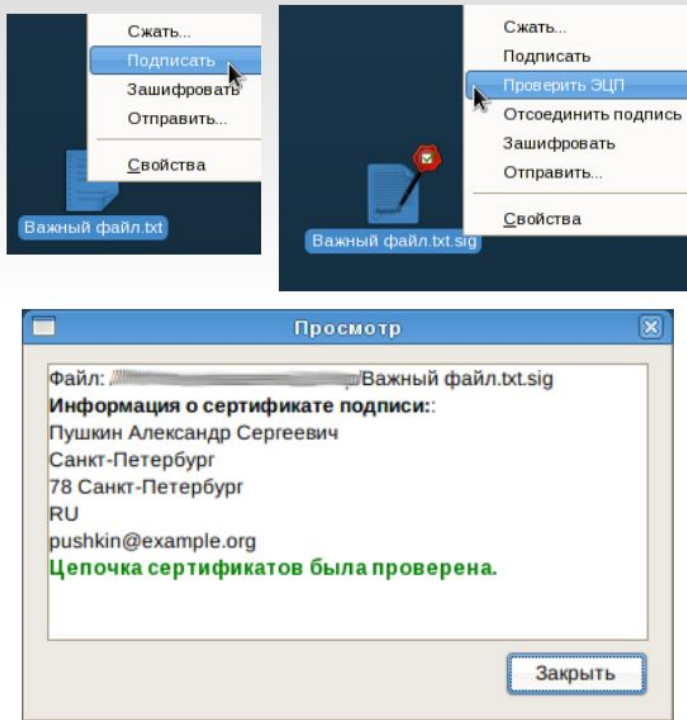 Сжать...
Подписать
Зашифровать
Отправить...
Свойства
Важный файл.txt
Сжать...
Подписать
Проверить ЭЦП
Отсоединить подпись
Зашифровать
Отправить...
Свойства
Важный файл.txt.sig
Просмотр
Файл: /Важный файл.txt.sig
Информация о сертификате подписи::
Пушкин Александр Сергеевич
Санкт-Петербург
78 Санкт-Петербург
RU
pushkin@example.org
Цепочка сертификатов была проверена.
Закрыть